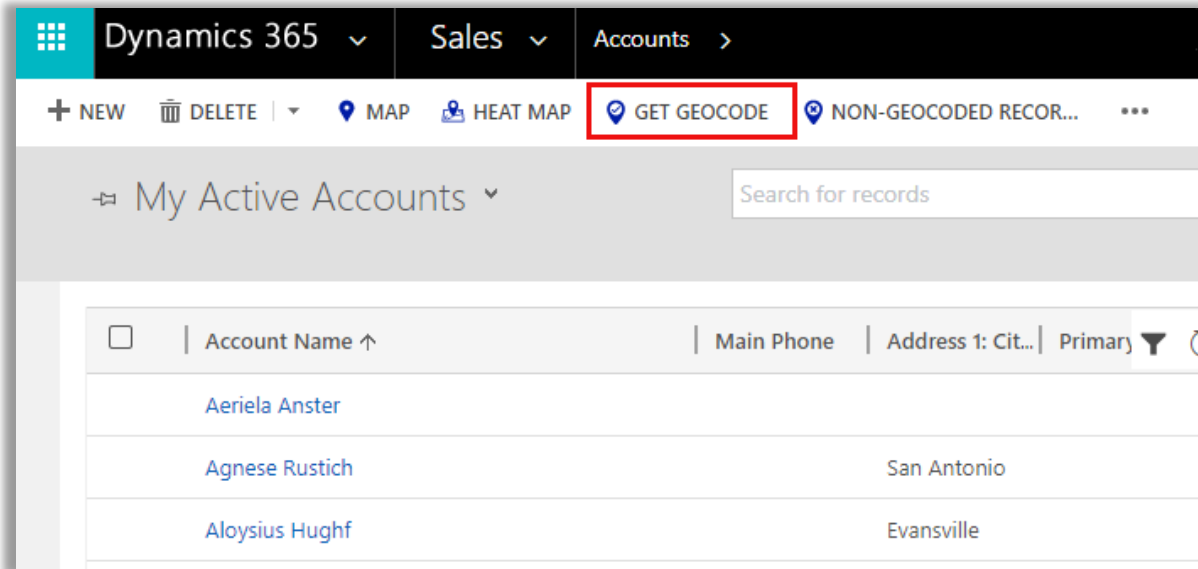 Dynamics 365 Sales Accounts >
NEW DELETE MAP HEAT MAP GET GEOCODE NON-GEOCODED RECOR... •••
My Active Accounts Search for records
Account Name ↑ Main Phone Address 1: Cit... Primary
Aeriela Anster
Agnese Rustich San Antonio
Aloysius Hughf Evansville